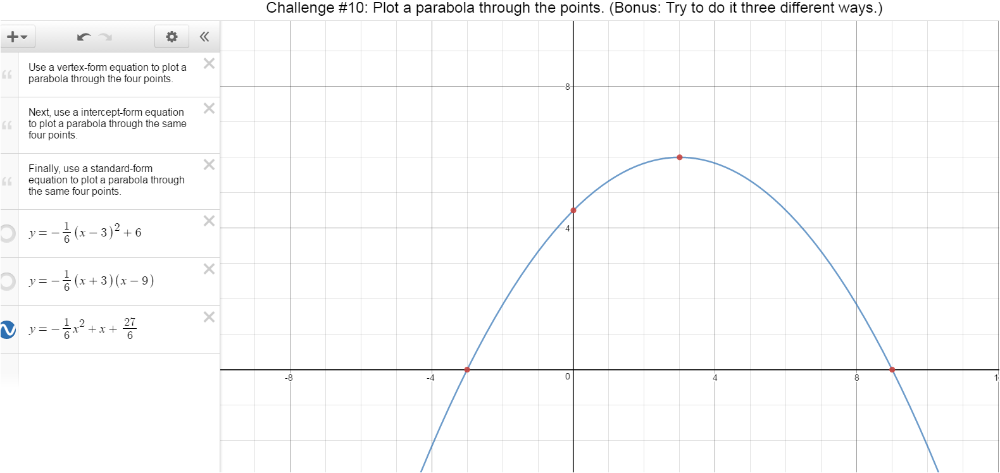 Challenge #10: Plot a parabola through the points. (Bonus: Try to do it three different ways.)
Use a vertex-form equation to plot a
parabola through the four points.
Next, use a intercept-form equation
to plot a parabola through the same
four points.
Finally, use a standard-form
equation to plot a parabola through
the same four points.
y = −1/6 (x − 3)² + 6
y = −1/6 (x + 3)(x − 9)
y = −1/6 x² + x + 27/6
8
4
-8 -4 0 4 8 1